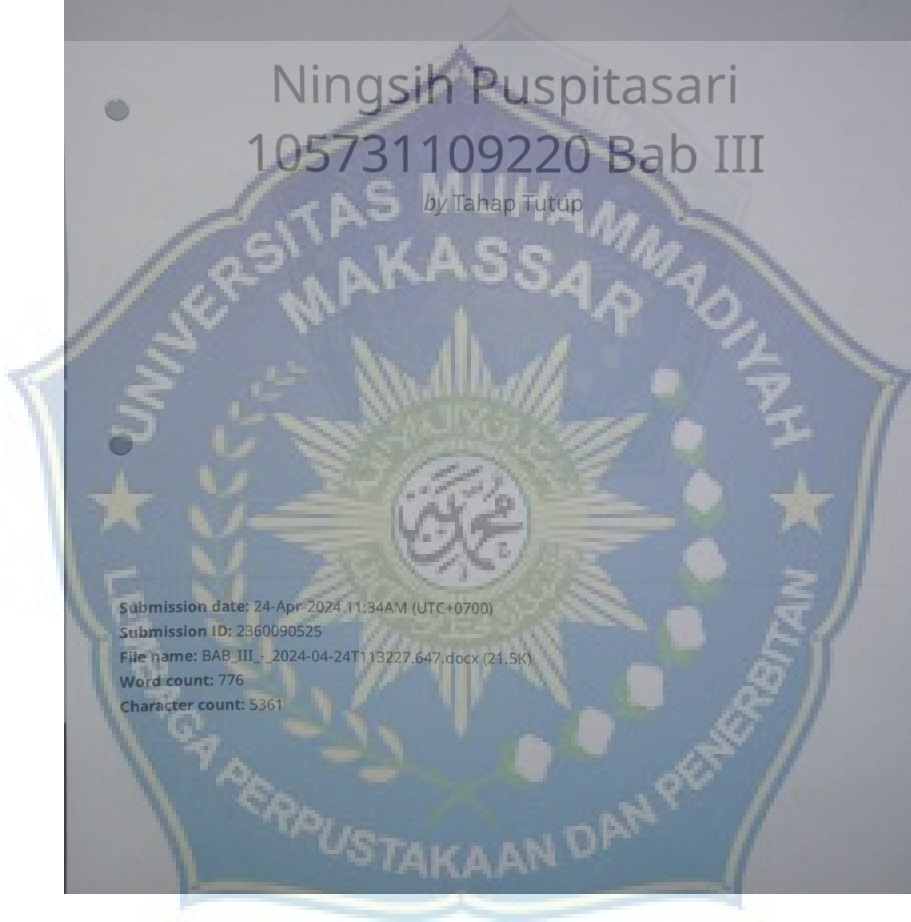 Ningsih Puspitasari
105731109220 Bab III
by Tahap Tutup
UNIVERSITAS MUHAMMADIYAH
MAKASSAR
محمد
Submission date: 24-Apr-2024 11:34AM (UTC+0700)
Submission ID: 2360090525
File name: BAB_III_-_2024-04-24T113227.647.docx (21.5K)
Word count: 776
Character count: 5361
PERPUSTAKAAN DAN PENERBITAN